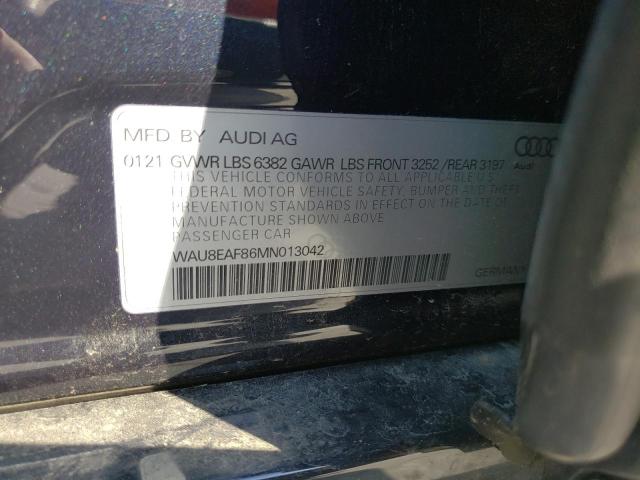 MFD. BY AUDI AG
0121 GVWR LBS 6382 GAWR LBS FRONT 3252 / REAR 3197
Audi
THIS VEHICLE CONFORMS TO ALL APPLICABLE U.S.
FEDERAL MOTOR VEHICLE SAFETY, BUMPER AND THEFT
PREVENTION STANDARDS IN EFFECT ON THE DATE OF
MANUFACTURE SHOWN ABOVE
PASSENGER CAR
WAU8EAF86MN013042
GERMANY